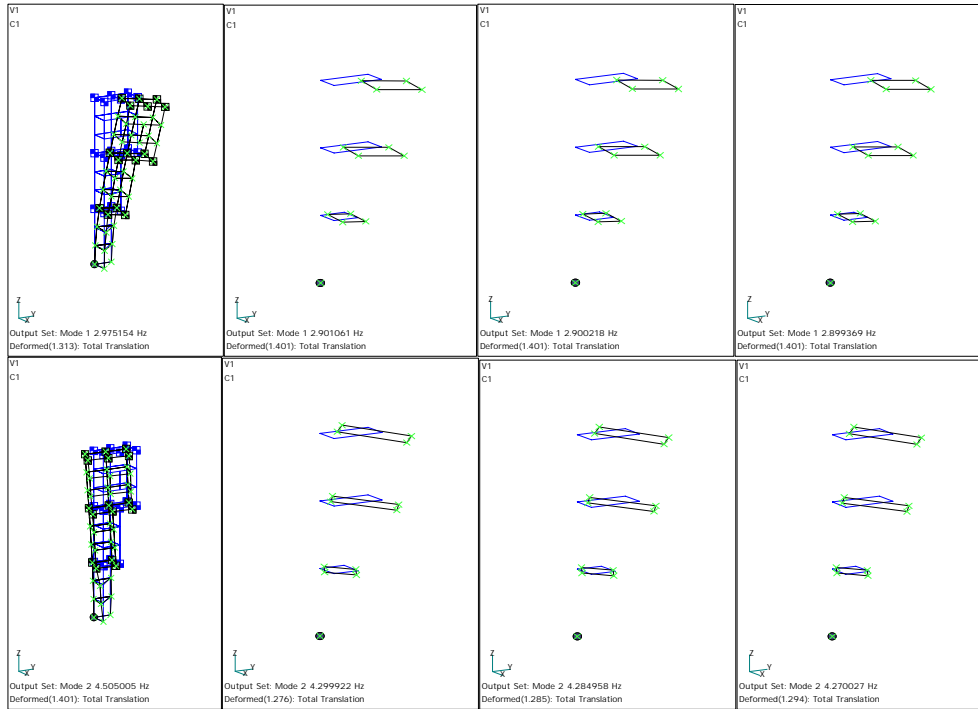 V1
C1
Z
Y
X
Output Set: Mode 1 2.975154 Hz
Deformed(1.313): Total Translation
V1
C1
Z
Y
X
Output Set: Mode 1 2.901061 Hz
Deformed(1.401): Total Translation
V1
C1
Z
Y
X
Output Set: Mode 1 2.900218 Hz
Deformed(1.401): Total Translation
V1
C1
Z
Y
X
Output Set: Mode 1 2.899369 Hz
Deformed(1.401): Total Translation
V1
C1
Z
Y
X
Output Set: Mode 2 4.505005 Hz
Deformed(1.401): Total Translation
V1
C1
Z
Y
X
Output Set: Mode 2 4.299922 Hz
Deformed(1.276): Total Translation
V1
C1
Z
Y
X
Output Set: Mode 2 4.284958 Hz
Deformed(1.285): Total Translation
V1
C1
Z
Y
X
Output Set: Mode 2 4.270027 Hz
Deformed(1.294): Total Translation